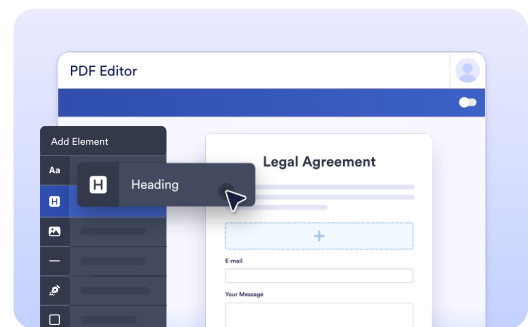 PDF Editor
Add Element
Aa
H
H Heading
Legal Agreement
E-mail
Your Message